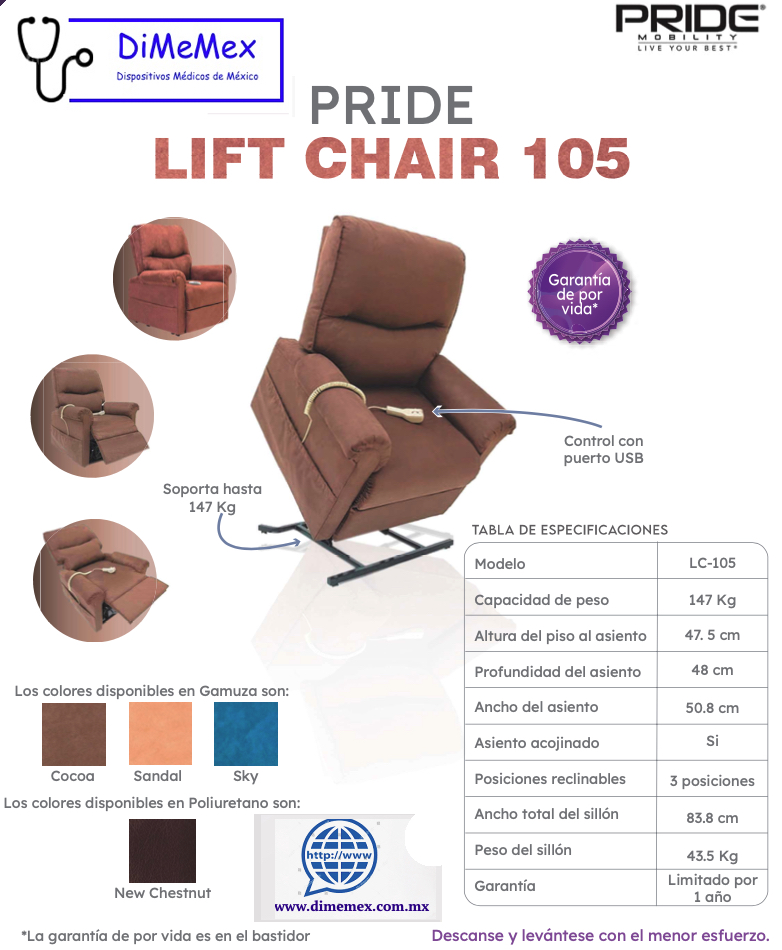 DiMeMex
Dispositivos Médicos de México
PRIDE®
MOBILITY
LIVE YOUR BEST®
PRIDE
LIFT CHAIR 105
Garantía
de por
vida*
Control con
puerto USB
Soporta hasta
147 Kg
TABLA DE ESPECIFICACIONES
Modelo LC-105
Capacidad de peso 147 Kg
Altura del piso al asiento 47. 5 cm
Profundidad del asiento 48 cm
Ancho del asiento 50.8 cm
Asiento acojinado Si
Posiciones reclinables 3 posiciones
Ancho total del sillón 83.8 cm
Peso del sillón 43.5 Kg
Garantía Limitado por
1 año
Los colores disponibles en Gamuza son:
Cocoa Sandal Sky
Los colores disponibles en Poliuretano son:
New Chestnut
http://www
www.dimemex.com.mx
*La garantía de por vida es en el bastidor
Descanse y levántese con el menor esfuerzo.